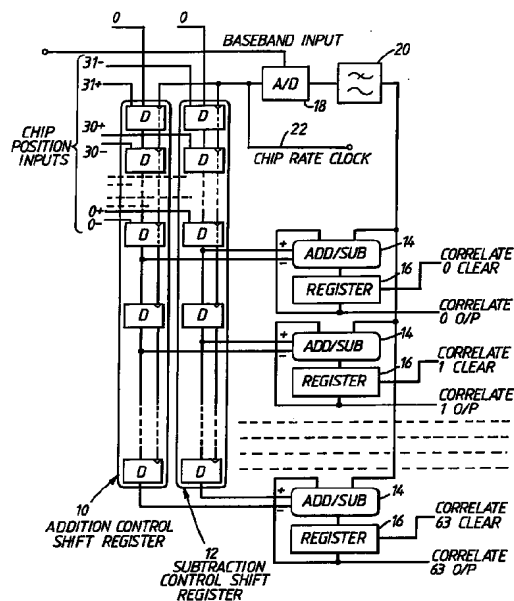 0
0
BASEBAND INPUT
20
31-
A/D
31+
D
D
18
CHIP
POSITION
INPUTS
30+
30-
D
D
22
CHIP RATE CLOCK
0+
0-
D
D
+
-
ADD/SUB
14
16
REGISTER
CORRELATE
0 CLEAR
CORRELATE
0 O/P
D
D
+
-
ADD/SUB
14
16
REGISTER
CORRELATE
1 CLEAR
CORRELATE
1 O/P
D
D
+
-
ADD/SUB
14
16
REGISTER
CORRELATE
63 CLEAR
CORRELATE
63 O/P
10
ADDITION CONTROL
SHIFT REGISTER
12
SUBTRACTION
CONTROL SHIFT
REGISTER